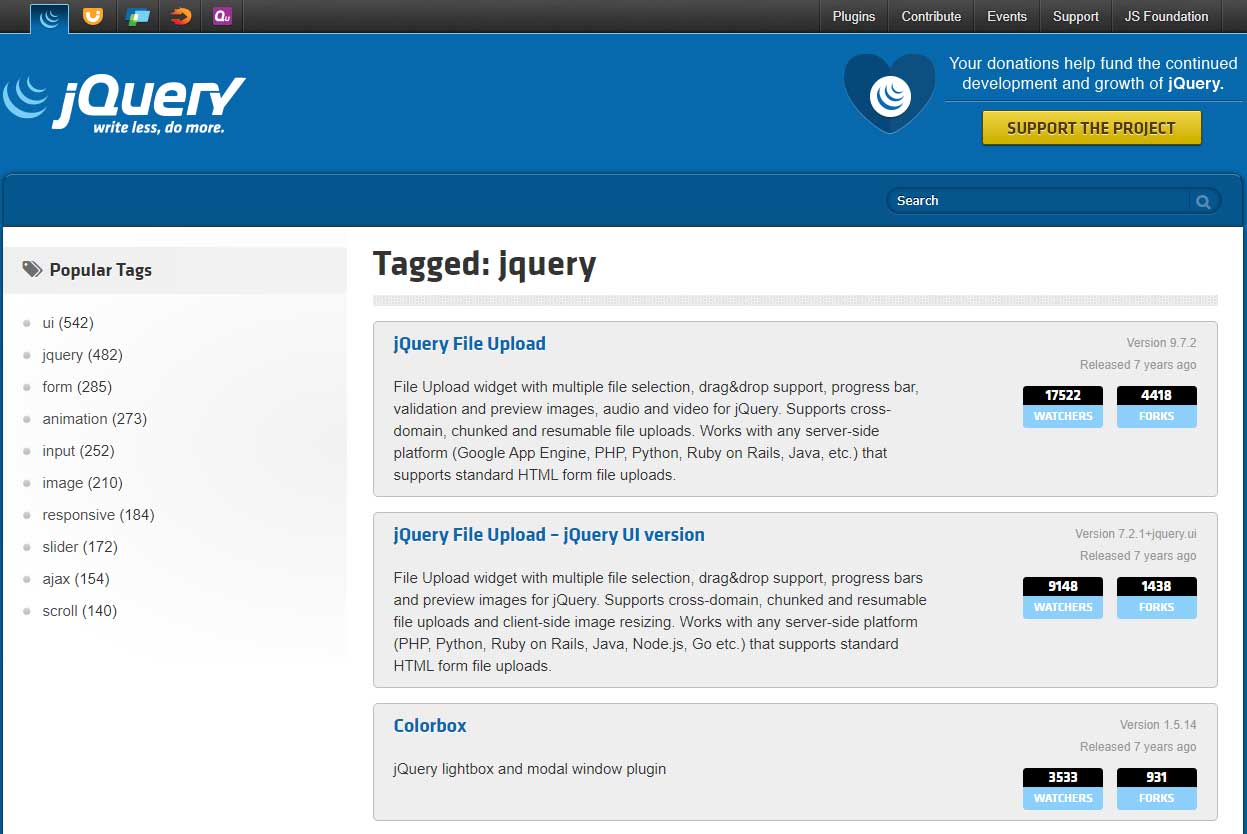 Plugins
Contribute
Events
Support
JS Foundation
Qu
jQuery
write less, do more.
Your donations help fund the continued
development and growth of jQuery.
SUPPORT THE PROJECT
Search
Popular Tags
ui (542)
jquery (482)
form (285)
animation (273)
input (252)
image (210)
responsive (184)
slider (172)
ajax (154)
scroll (140)
Tagged: jquery
jQuery File Upload
Version 9.7.2
Released 7 years ago
File Upload widget with multiple file selection, drag&drop support, progress bar,
validation and preview images, audio and video for jQuery. Supports cross-
domain, chunked and resumable file uploads. Works with any server-side
platform (Google App Engine, PHP, Python, Ruby on Rails, Java, etc.) that
supports standard HTML form file uploads.
17522
WATCHERS
4418
FORKS
jQuery File Upload – jQuery UI version
Version 7.2.1+jquery.ui
Released 7 years ago
File Upload widget with multiple file selection, drag&drop support, progress bars
and preview images for jQuery. Supports cross-domain, chunked and resumable
file uploads and client-side image resizing. Works with any server-side platform
(PHP, Python, Ruby on Rails, Java, Node.js, Go etc.) that supports standard
HTML form file uploads.
9148
WATCHERS
1438
FORKS
Colorbox
Version 1.5.14
Released 7 years ago
jQuery lightbox and modal window plugin
3533
WATCHERS
931
FORKS